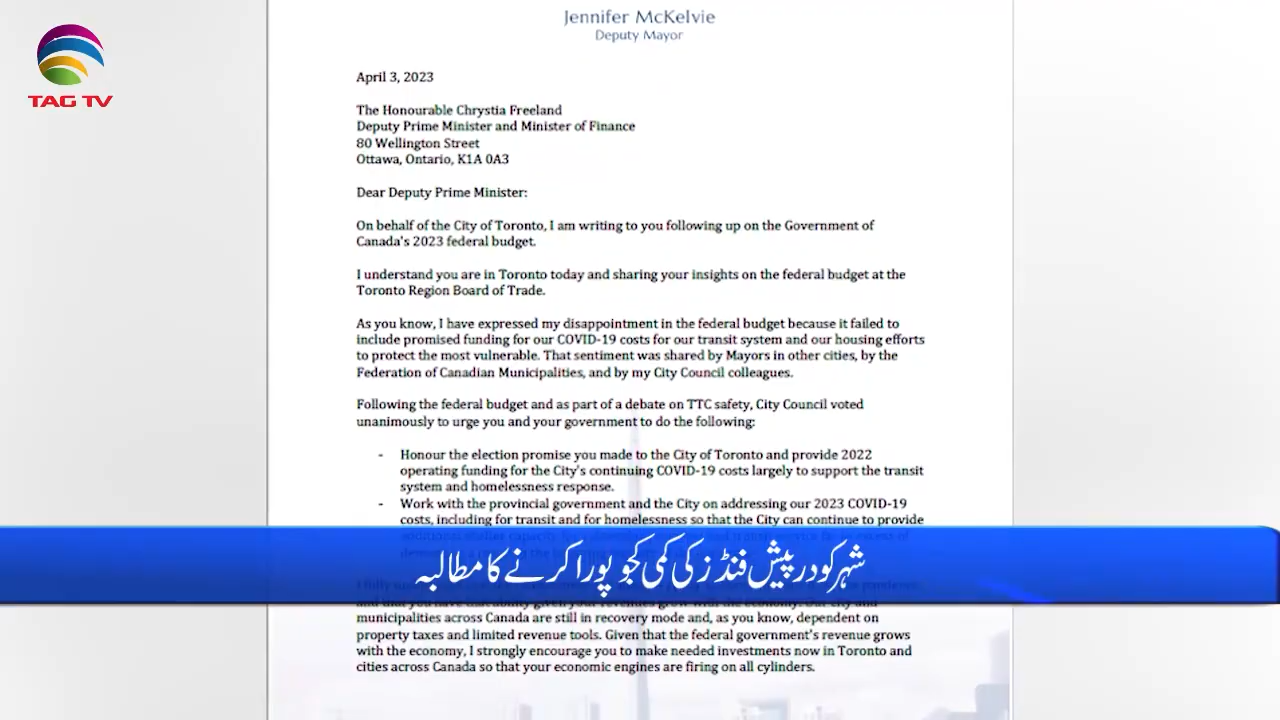 Jennifer McKelvie
Deputy Mayor
TAG TV
April 3, 2023
The Honourable Chrystia Freeland
Deputy Prime Minister and Minister of Finance
80 Wellington Street
Ottawa, Ontario, K1A 0A3
Dear Deputy Prime Minister:
On behalf of the City of Toronto, I am writing to you following up on the Government of
Canada's 2023 federal budget.
I understand you are in Toronto today and sharing your insights on the federal budget at the
Toronto Region Board of Trade.
As you know, I have expressed my disappointment in the federal budget because it failed to
include promised funding for our COVID-19 costs for our transit system and our housing efforts
to protect the most vulnerable. That sentiment was shared by Mayors in other cities, by the
Federation of Canadian Municipalities, and by my City Council colleagues.
Following the federal budget and as part of a debate on TTC safety, City Council voted
unanimously to urge you and your government to do the following:
- Honour the election promise you made to the City of Toronto and provide 2022
operating funding for the City's continuing COVID-19 costs largely to support the transit
system and homelessness response.
- Work with the provincial government and the City on addressing our 2023 COVID-19
costs, including for transit and for homelessness so that the City can continue to provide
شہر کو درپیش فنڈز کی کمی کجو پورا کرنے کا مطالبہ
municipalities across Canada are still in recovery mode and, as you know, dependent on
property taxes and limited revenue tools. Given that the federal government's revenue grows
with the economy, I strongly encourage you to make needed investments now in Toronto and
cities across Canada so that your economic engines are firing on all cylinders.